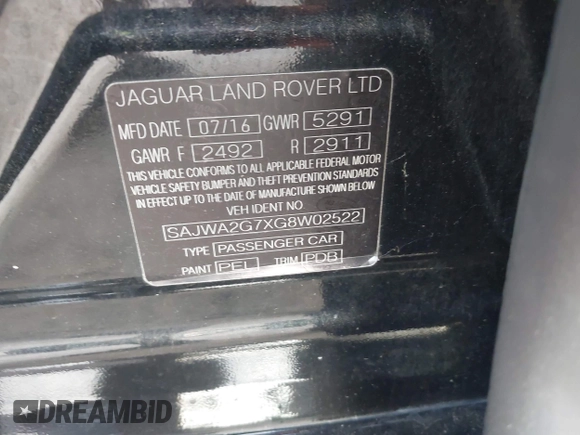 JAGUAR LAND ROVER LTD
MFD DATE 07/16 GVWR 5291
GAWR F 2492 R 2911
THIS VEHICLE CONFORMS TO ALL APPLICABLE FEDERAL MOTOR
VEHICLE SAFETY BUMPER AND THEFT PREVENTION STANDARDS
IN EFFECT UP TO THE DATE OF MANUFACTURE SHOWN BELOW
VEH IDENT NO
SAJWA2G7XG8W02522
TYPE PASSENGER CAR
PAINT PEL TRIM PDB
DREAMBID